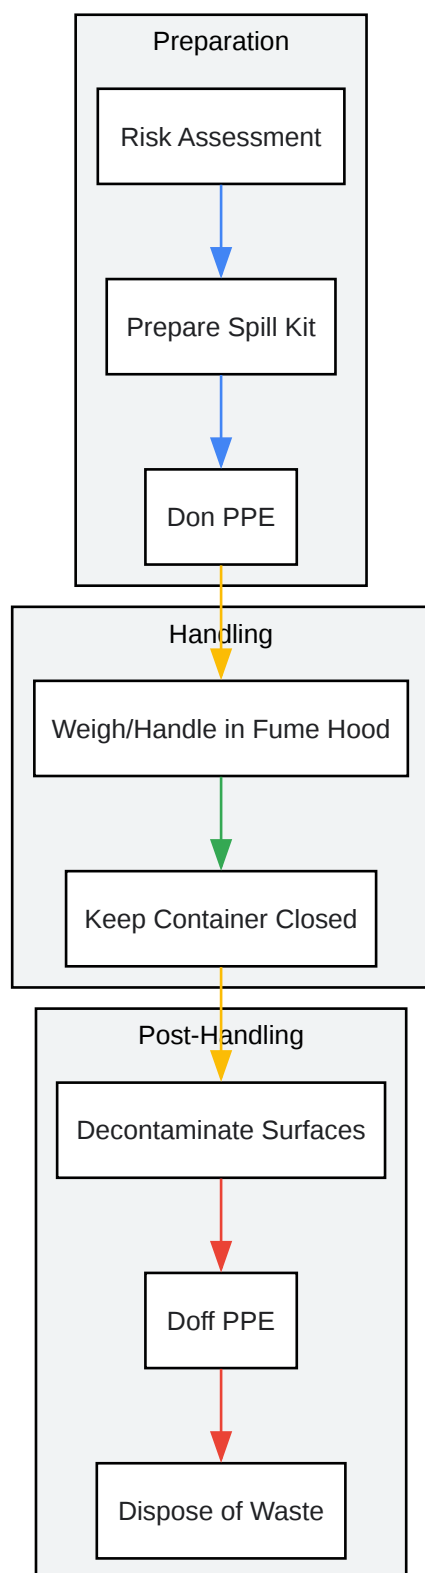 Preparation
Risk Assessment
Prepare Spill Kit
Don PPE
Handling
Weigh/Handle in Fume Hood
Keep Container Closed
Post-Handling
Decontaminate Surfaces
Doff PPE
Dispose of Waste